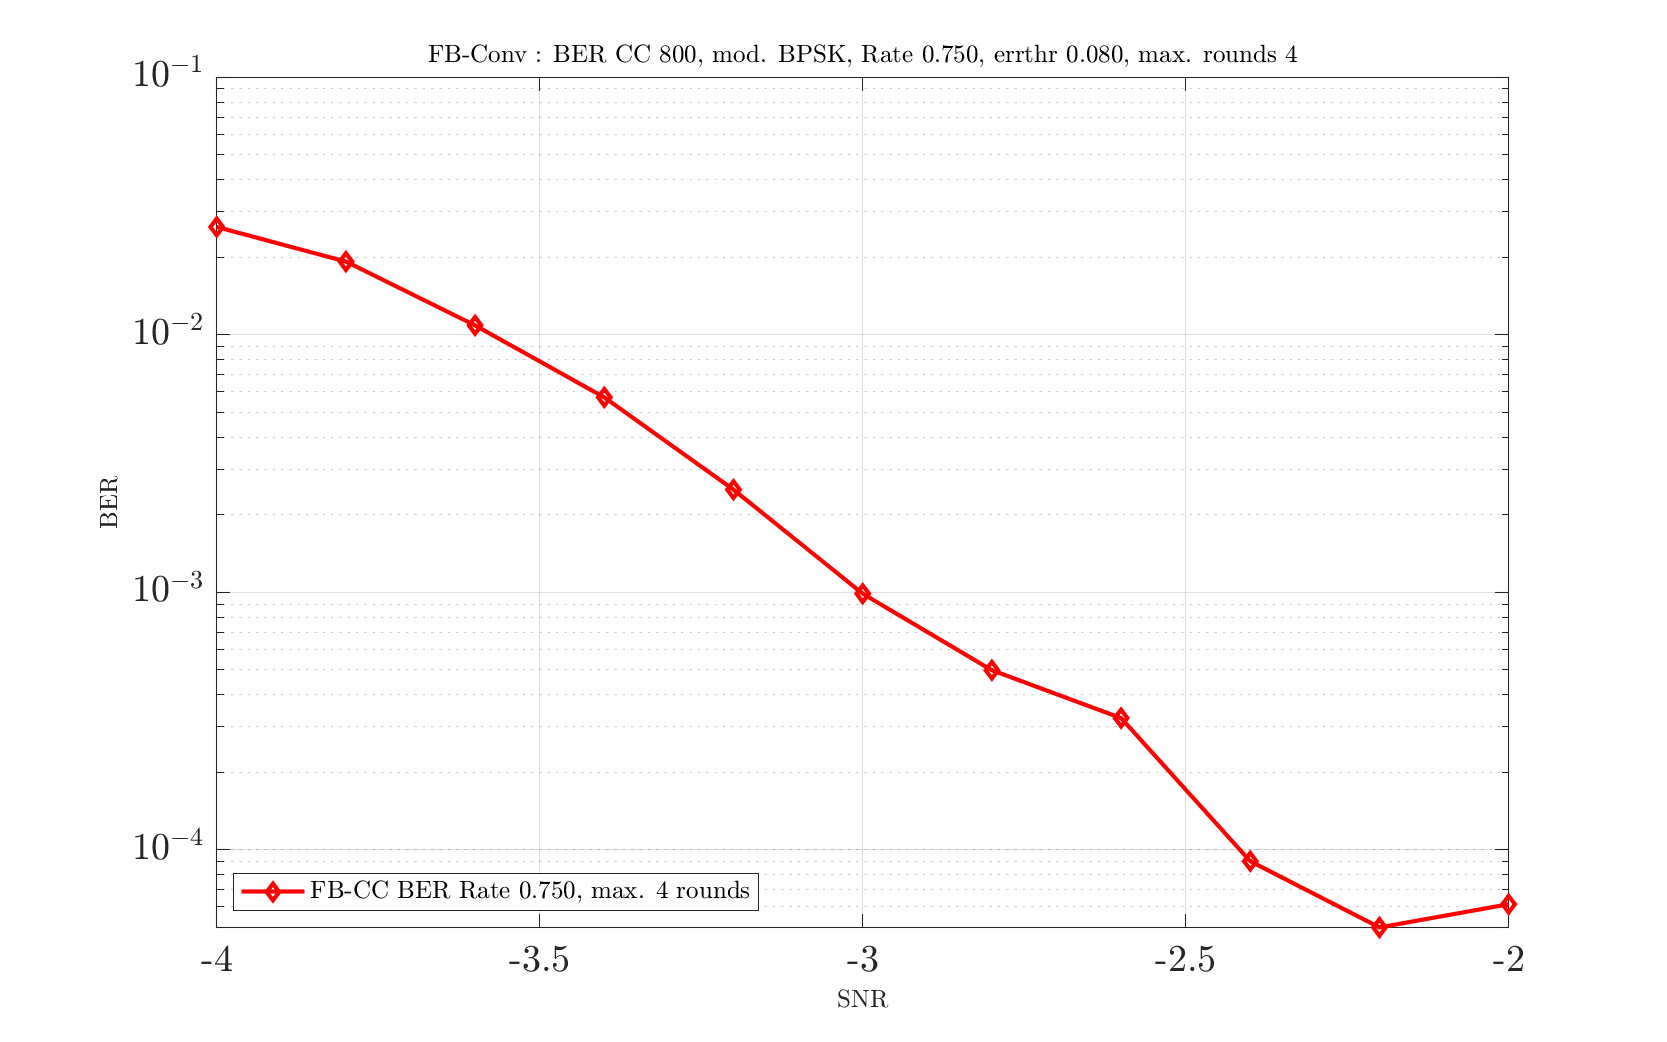 FB-Conv : BER CC 800, mod. BPSK, Rate 0.750, errthr 0.080, max. rounds 4
10−1
10−2
10−3
10−4
BER
FB-CC BER Rate 0.750, max. 4 rounds
-4 -3.5 -3 -2.5 -2
SNR